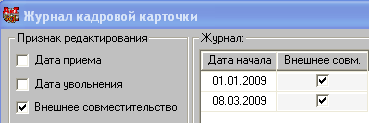 Журнал кадровой карточки
Признак редактирования
Дата приема
Дата увольнения
Внешнее совместительство
Журнал:
Дата начала Внешнее совм.
01.01.2009
08.03.2009